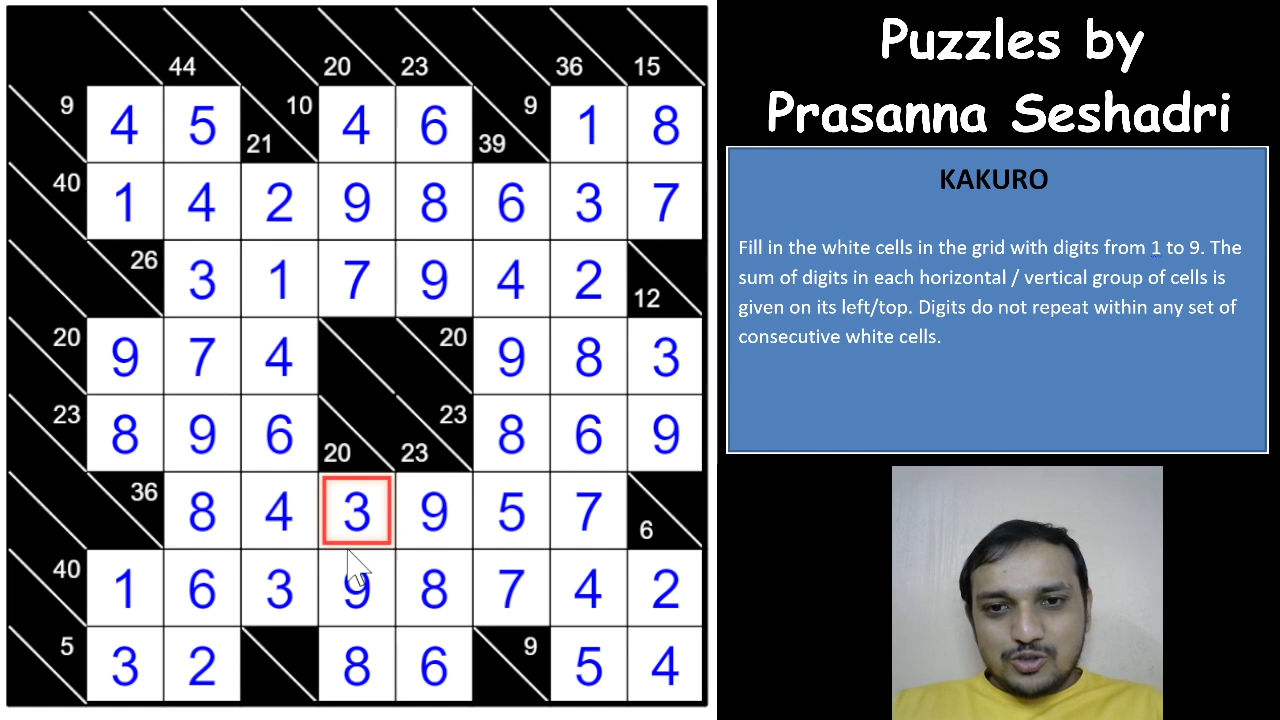 Puzzles by
Prasanna Seshadri
KAKURO
Fill in the white cells in the grid with digits from 1 to 9. The
sum of digits in each horizontal / vertical group of cells is
given on its left/top. Digits do not repeat within any set of
consecutive white cells.
44 20 23 36 15
9 4 5 21 10 4 6 39 9 1 8
40 1 4 2 9 8 6 3 7
26 3 1 7 9 4 2 12
20 9 7 4 20 9 8 3
23 8 9 6 20 23 23 8 6 9
36 8 4 3 9 5 7 6
40 1 6 3 9 8 7 4 2
5 3 2 8 6 9 5 4